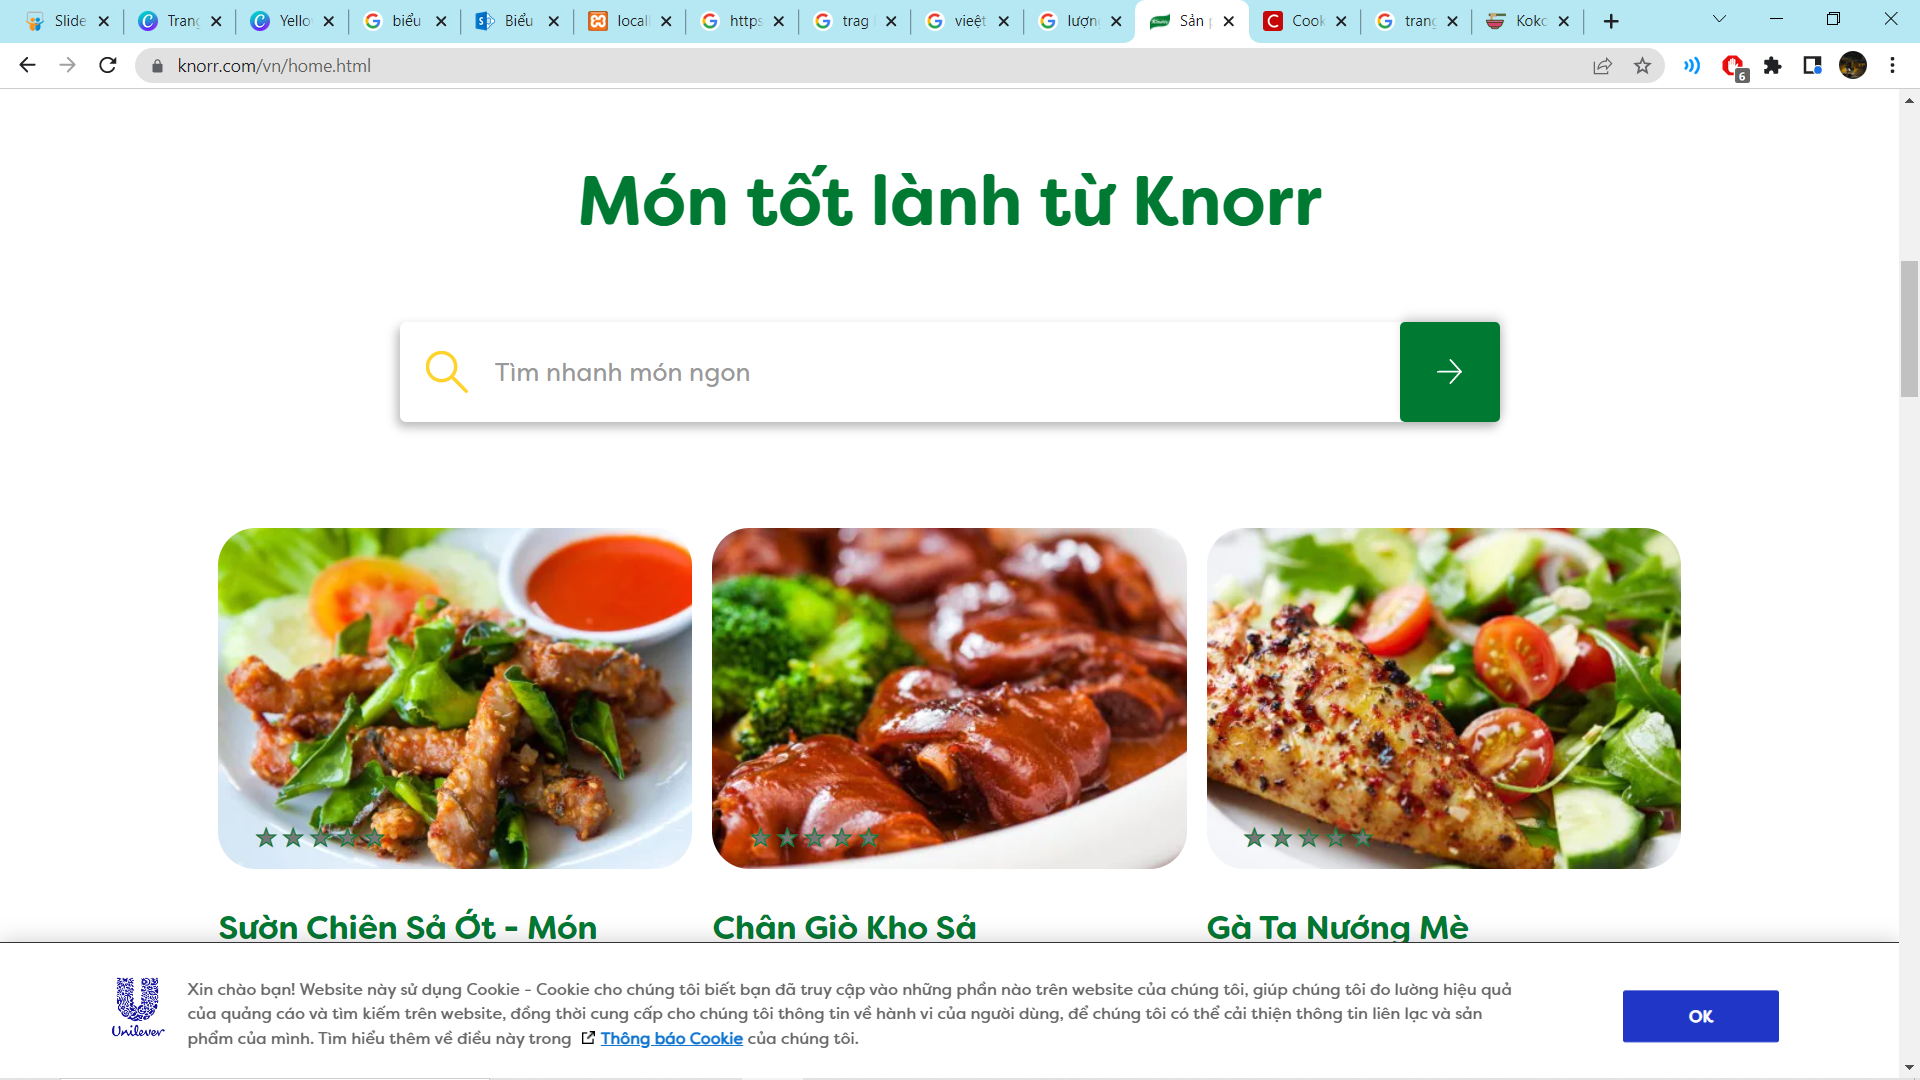 Slide
Trang
Yello
biểu
Biểu
local
https
trag
vieệt
lượng
Sản p
Cook
trang
Koko
knorr.com/vn/home.html
6
Món tốt lành từ Knorr
Tìm nhanh món ngon
Sườn Chiên Sả Ớt - Món
Chân Giò Kho Sả
Gà Ta Nướng Mè
Xin chào bạn! Website này sử dụng Cookie - Cookie cho chúng tôi biết bạn đã truy cập vào những phần nào trên website của chúng tôi, giúp chúng tôi đo lường hiệu quả
của quảng cáo và tìm kiếm trên website, đồng thời cung cấp cho chúng tôi thông tin về hành vi của người dùng, để chúng tôi có thể cải thiện thông tin liên lạc và sản
phẩm của mình. Tìm hiểu thêm về điều này trong Thông báo Cookie của chúng tôi.
Unilever
OK